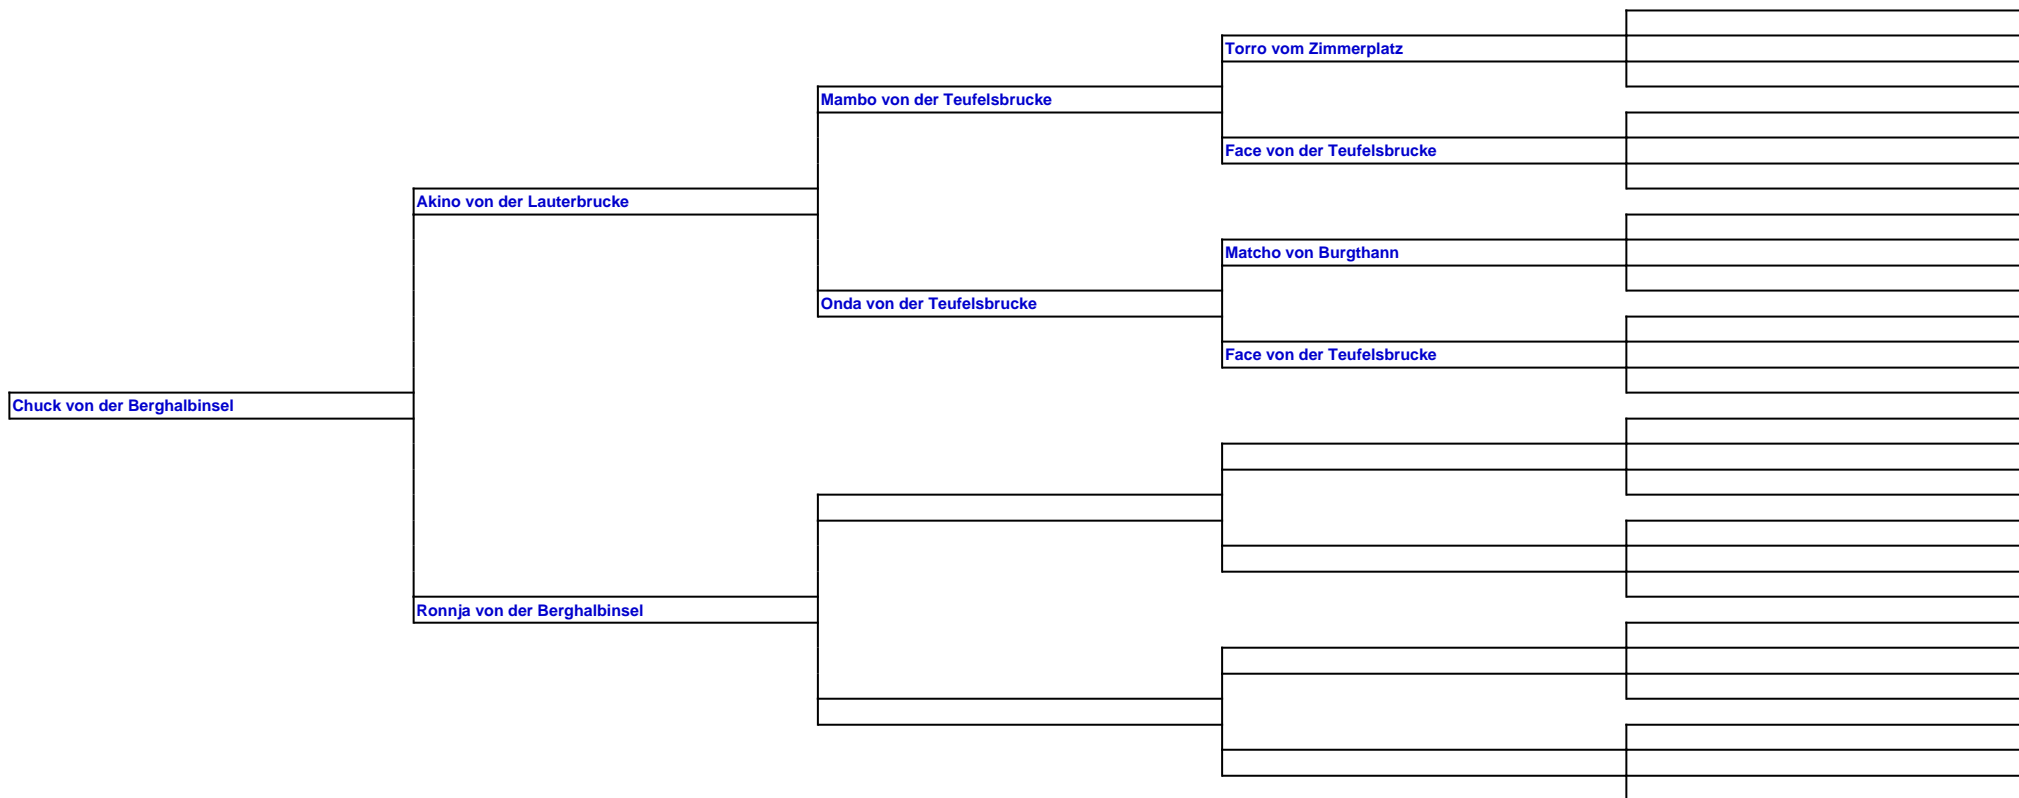 Torro vom Zimmerplatz
Mambo von der Teufelsbrucke
Face von der Teufelsbrucke
Akino von der Lauterbrucke
Matcho von Burgthann
Onda von der Teufelsbrucke
Face von der Teufelsbrucke
Chuck von der Berghalbinsel
Ronnja von der Berghalbinsel